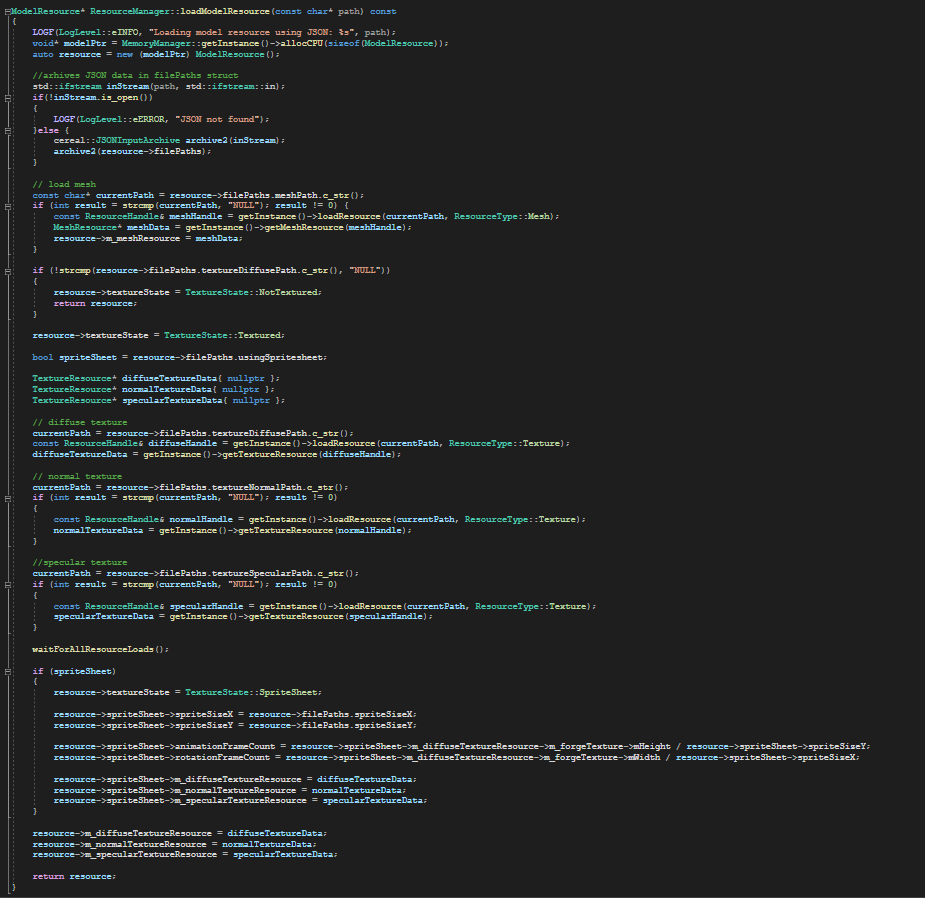 ModelResource* ResourceManager::loadModelResource(const char* path) const
{
LOGF(LogLevel::eINFO, "Loading model resource using JSON: %s", path);
void* modelPtr = MemoryManager::getInstance()->allocCPU(sizeof(ModelResource));
auto resource = new (modelPtr) ModelResource();
//arhives JSON data in filePaths struct
std::ifstream inStream(path, std::ifstream::in);
if(!inStream.is_open())
{
LOGF(LogLevel::eERROR, "JSON not found");
}else {
cereal::JSONInputArchive archive2(inStream);
archive2(resource->filePaths);
}
// load mesh
const char* currentPath = resource->filePaths.meshPath.c_str();
if (int result = strcmp(currentPath, "NULL"); result != 0) {
const ResourceHandle& meshHandle = getInstance()->loadResource(currentPath, ResourceType::Mesh);
MeshResource* meshData = getInstance()->getMeshResource(meshHandle);
resource->m_meshResource = meshData;
}
if (!strcmp(resource->filePaths.textureDiffusePath.c_str(), "NULL"))
{
resource->textureState = TextureState::NotTextured;
return resource;
}
resource->textureState = TextureState::Textured;
bool spriteSheet = resource->filePaths.usingSpritesheet;
TextureResource* diffuseTextureData{ nullptr };
TextureResource* normalTextureData{ nullptr };
TextureResource* specularTextureData{ nullptr };
// diffuse texture
currentPath = resource->filePaths.textureDiffusePath.c_str();
const ResourceHandle& diffuseHandle = getInstance()->loadResource(currentPath, ResourceType::Texture);
diffuseTextureData = getInstance()->getTextureResource(diffuseHandle);
// normal texture
currentPath = resource->filePaths.textureNormalPath.c_str();
if (int result = strcmp(currentPath, "NULL"); result != 0)
{
const ResourceHandle& normalHandle = getInstance()->loadResource(currentPath, ResourceType::Texture);
normalTextureData = getInstance()->getTextureResource(normalHandle);
}
//specular texture
currentPath = resource->filePaths.textureSpecularPath.c_str();
if (int result = strcmp(currentPath, "NULL"); result != 0)
{
const ResourceHandle& specularHandle = getInstance()->loadResource(currentPath, ResourceType::Texture);
specularTextureData = getInstance()->getTextureResource(specularHandle);
}
waitForAllResourceLoads();
if (spriteSheet)
{
resource->textureState = TextureState::SpriteSheet;
resource->spriteSheet->spriteSizeX = resource->filePaths.spriteSizeX;
resource->spriteSheet->spriteSizeY = resource->filePaths.spriteSizeY;
resource->spriteSheet->animationFrameCount = resource->spriteSheet->m_diffuseTextureResource->m_forgeTexture->mHeight / resource->spriteSheet->spriteSizeY;
resource->spriteSheet->rotationFrameCount = resource->spriteSheet->m_diffuseTextureResource->m_forgeTexture->mWidth / resource->spriteSheet->spriteSizeX;
resource->spriteSheet->m_diffuseTextureResource = diffuseTextureData;
resource->spriteSheet->m_normalTextureResource = normalTextureData;
resource->spriteSheet->m_specularTextureResource = specularTextureData;
}
resource->m_diffuseTextureResource = diffuseTextureData;
resource->m_normalTextureResource = normalTextureData;
resource->m_specularTextureResource = specularTextureData;
return resource;
}